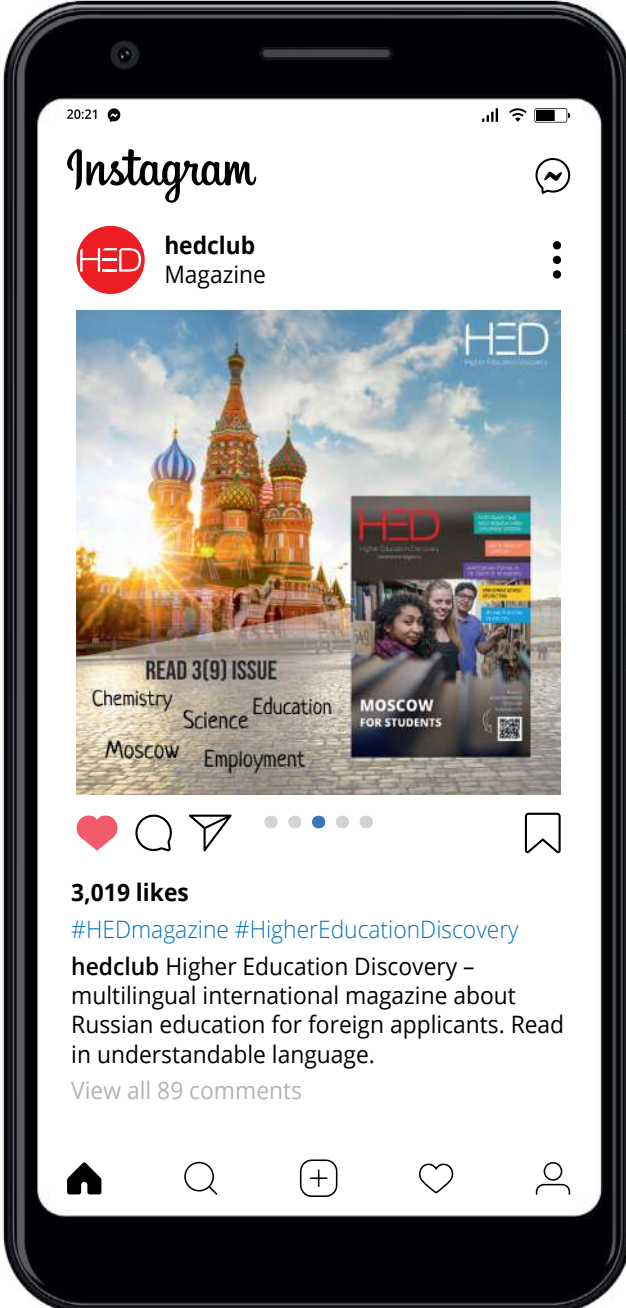 20:21
Instagram
HED
hedclub
Magazine
HED
Higher Education Discovery
HED
Higher Education Discovery
READ 3(9) ISSUE
Chemistry
Science
Education
Moscow
Employment
MOSCOW
FOR STUDENTS
3,019 likes
#HEDmagazine #HigherEducationDiscovery
hedclub Higher Education Discovery –
multilingual international magazine about
Russian education for foreign applicants. Read
in understandable language.
View all 89 comments